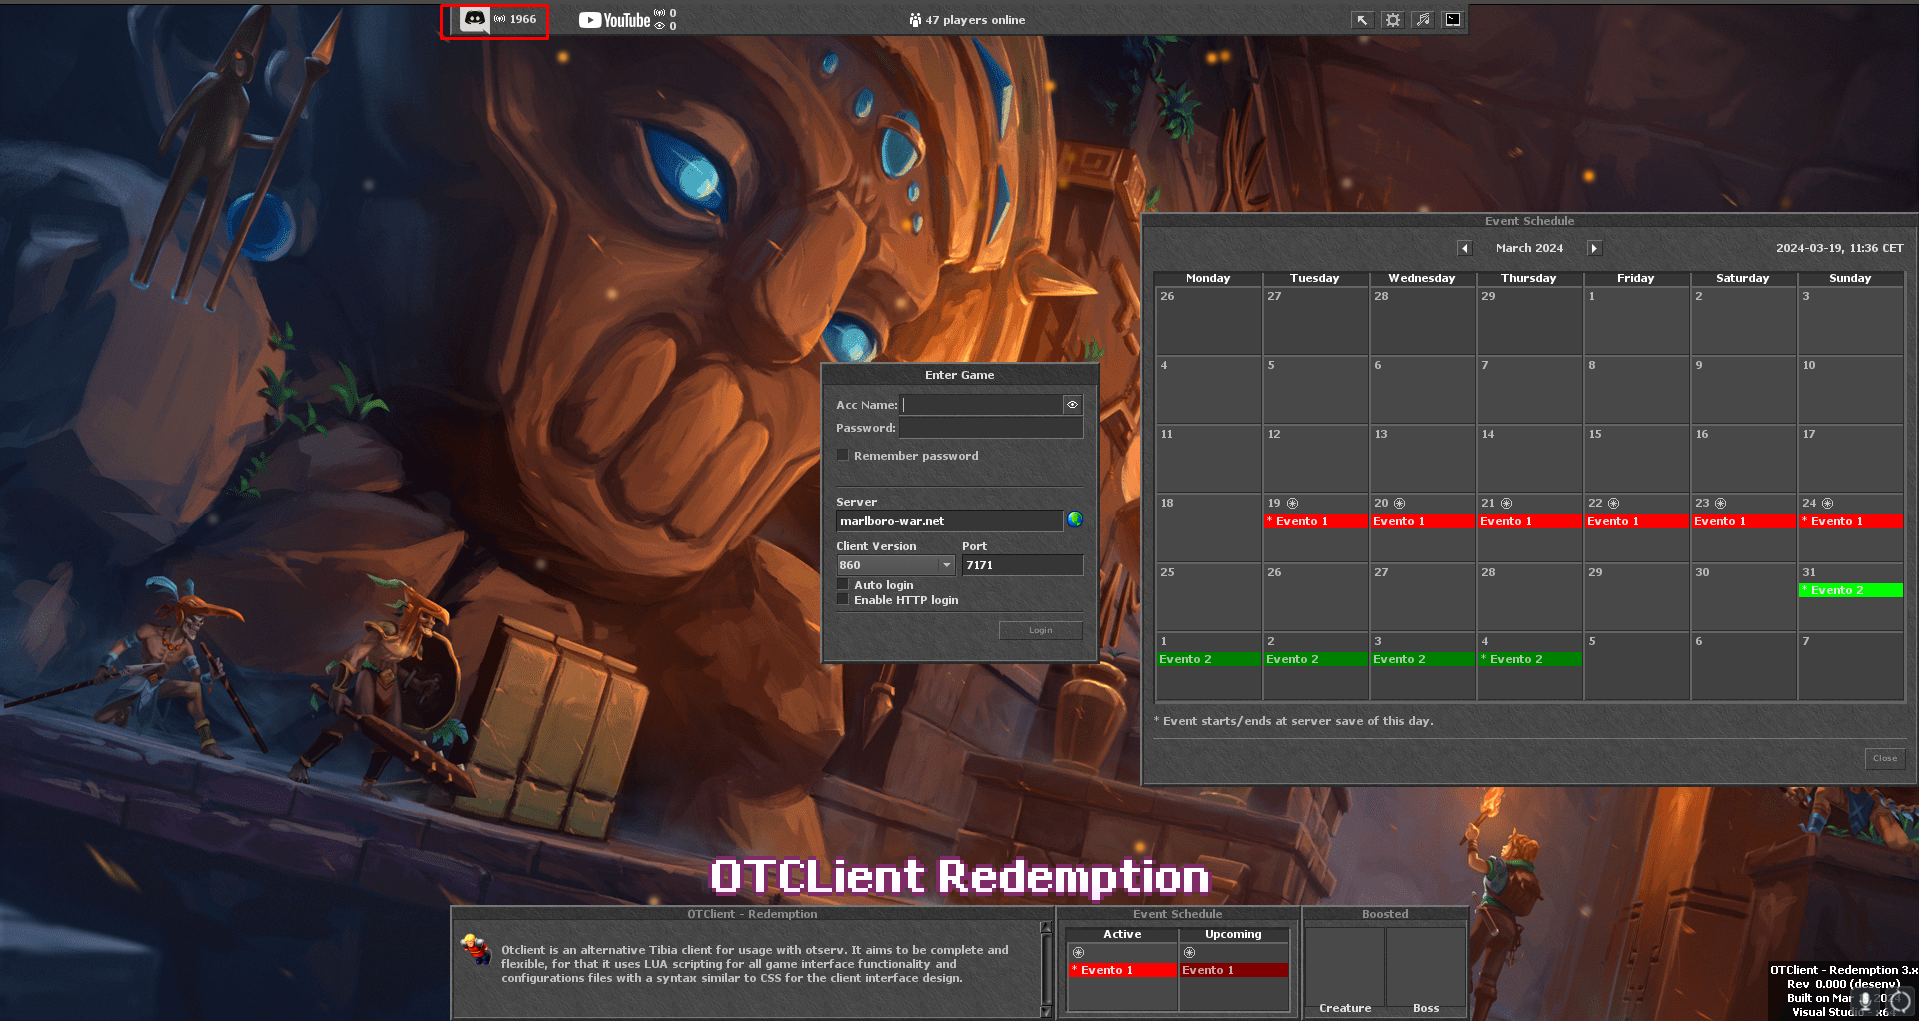 1966
YouTube 0
0
47 players online
Event Schedule
March 2024
2024-03-19, 11:36 CET
Monday Tuesday Wednesday Thursday Friday Saturday Sunday
26 27 28 29 1 2 3
4 5 6 7 8 9 10
11 12 13 14 15 16 17
18 19 20 21 22 23 24
* Evento 1 Evento 1 Evento 1 Evento 1 Evento 1 * Evento 1
25 26 27 28 29 30 31
* Evento 2
1 2 3 4 5 6 7
Evento 2 Evento 2 Evento 2 * Evento 2
* Event starts/ends at server save of this day.
Close
Enter Game
Acc Name:
Password:
Remember password
Server
marlboro-war.net
Client Version Port
860 7171
Auto login
Enable HTTP login
Login
OTCLient Redemption
OTClient - Redemption
Otclient is an alternative Tibia client for usage with otserv. It aims to be complete and
flexible, for that it uses LUA scripting for all game interface functionality and
configurations files with a syntax similar to CSS for the client interface design.
Event Schedule
Active Upcoming
* Evento 1 Evento 1
Boosted
Creature Boss
OTClient - Redemption 3.x
Rev 0.000 (desenv)
Built on Mar
Visual